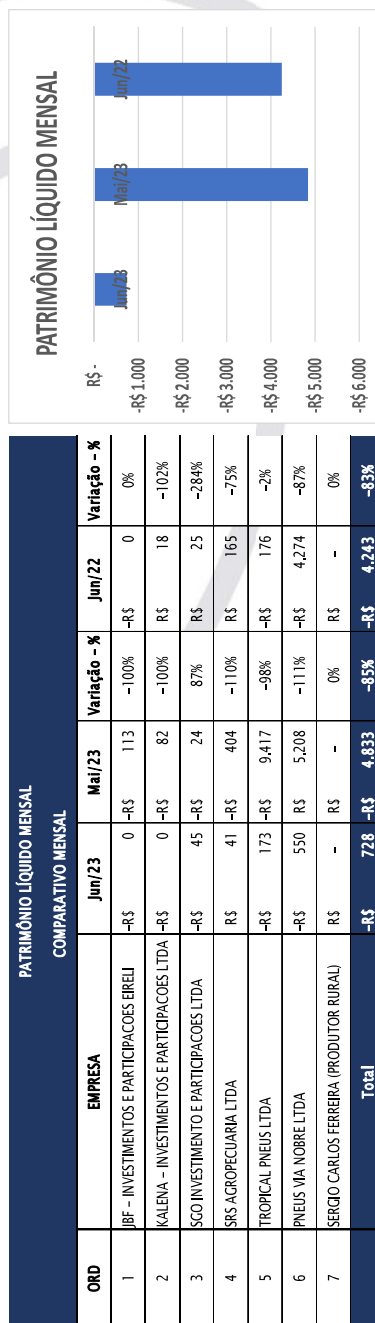 PATRIMÔNIO LÍQUIDO MENSAL
COMPARATIVO MENSAL
ORD EMPRESA Jun/23 Mai/23 Variação – % Jun/22 Variação – %
1 JBF – INVESTIMENTOS E PARTICIPACOES EIRELI –R$ 0 –R$ 113 –100% –R$ 0 0%
2 KALENA – INVESTIMENTOS E PARTICIPACOES LTDA –R$ 0 –R$ 82 –100% R$ 18 –102%
3 SGO INVESTIMENTO E PARTICIPACOES LTDA –R$ 45 –R$ 24 87% R$ 25 –284%
4 SRS AGROPECUARIA LTDA R$ 41 –R$ 404 –110% R$ 165 –75%
5 TROPICAL PNEUS LTDA –R$ 173 –R$ 9.417 –98% –R$ 176 –2%
6 PNEUS VIA NOBRE LTDA –R$ 550 R$ 5.208 –111% –R$ 4.274 –87%
7 SERGIO CARLOS FERREIRA (PRODUTOR RURAL) R$ – R$ – 0% R$ – 0%
Total –R$ 728 –R$ 4.833 –85% –R$ 4.243 –83%
PATRIMÔNIO LÍQUIDO MENSAL
R$ -
-R$ 1.000
-R$ 2.000
-R$ 3.000
-R$ 4.000
-R$ 5.000
-R$ 6.000
Jun/23 Mai/23 Jun/22